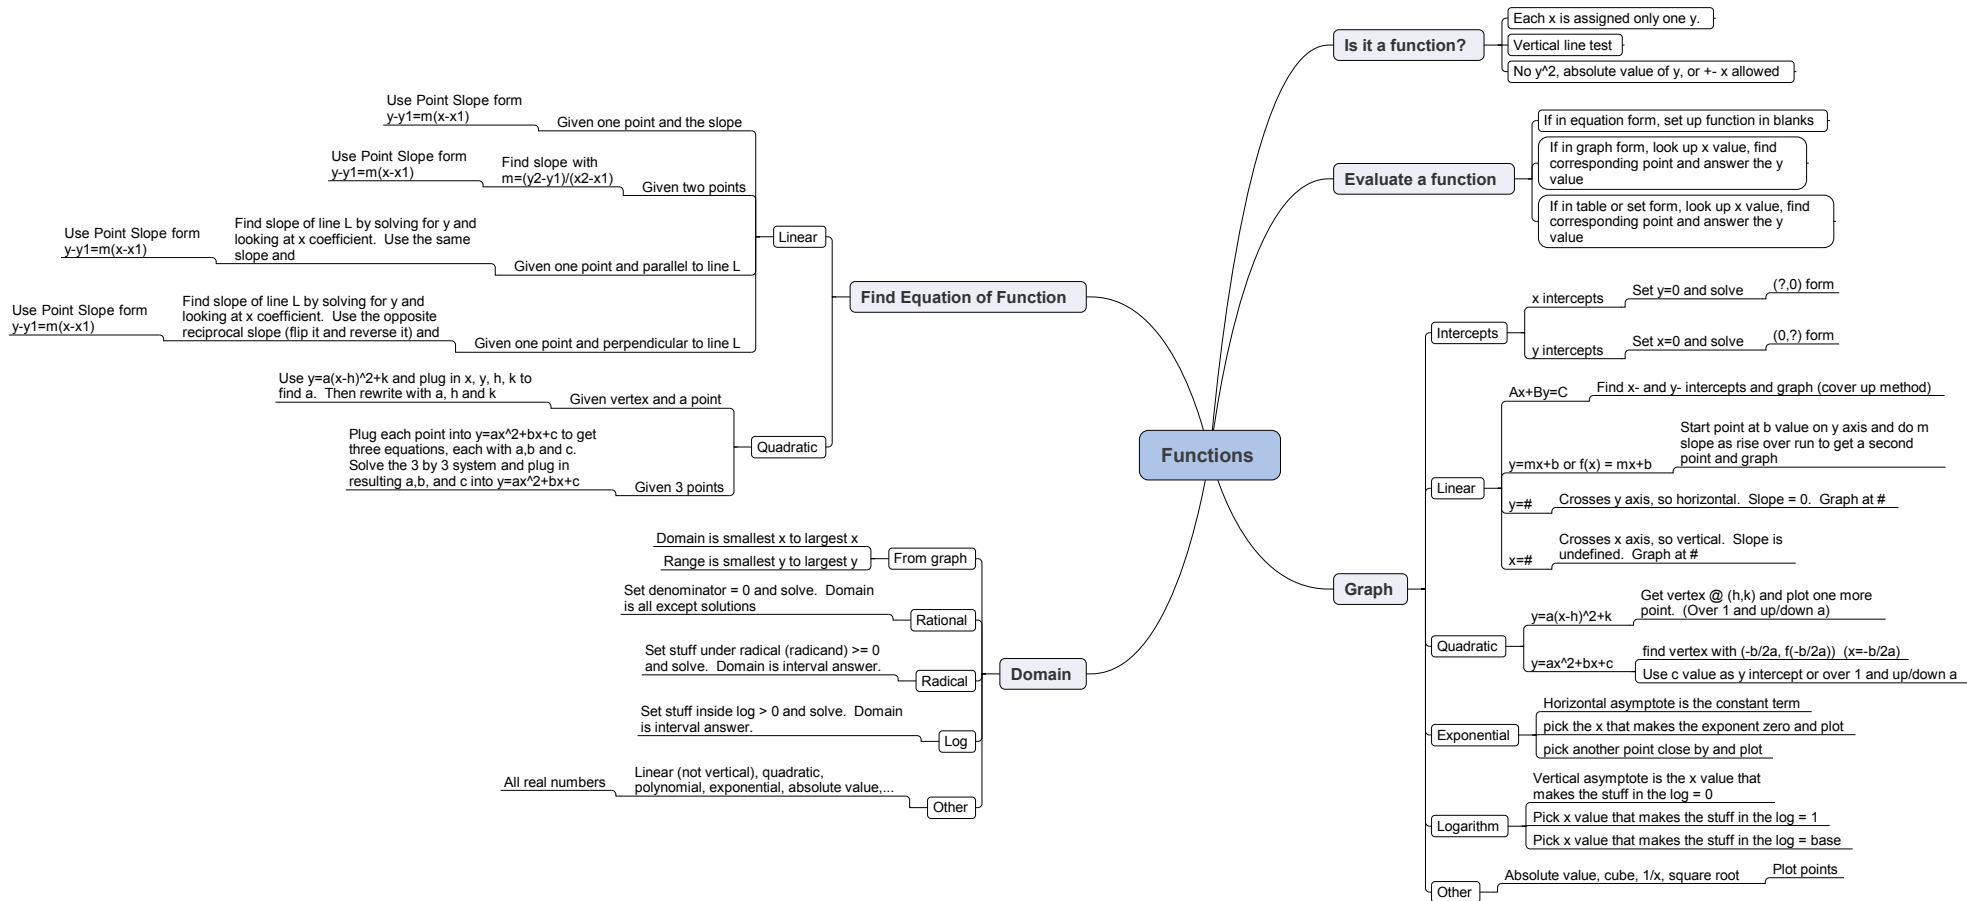 Functions
Is it a function?
Each x is assigned only one y.
Vertical line test
No y^2, absolute value of y, or +- x allowed
Evaluate a function
If in equation form, set up function in blanks
If in graph form, look up x value, find
corresponding point and answer the y
value
If in table or set form, look up x value, find
corresponding point and answer the y
value
Graph
Intercepts
x intercepts
Set y=0 and solve
(?,0) form
y intercepts
Set x=0 and solve
(0,?) form
Linear
Ax+By=C
Find x- and y- intercepts and graph (cover up method)
y=mx+b or f(x) = mx+b
Start point at b value on y axis and do m
slope as rise over run to get a second
point and graph
y=#
Crosses y axis, so horizontal.  Slope = 0.  Graph at #
x=#
Crosses x axis, so vertical.  Slope is
undefined.  Graph at #
Quadratic
y=a(x-h)^2+k
Get vertex @ (h,k) and plot one more
point.  (Over 1 and up/down a)
y=ax^2+bx+c
find vertex with (-b/2a, f(-b/2a))  (x=-b/2a)
Use c value as y intercept or over 1 and up/down a
Exponential
Horizontal asymptote is the constant term
pick the x that makes the exponent zero and plot
pick another point close by and plot
Logarithm
Vertical asymptote is the x value that
makes the stuff in the log = 0
Pick x value that makes the stuff in the log = 1
Pick x value that makes the stuff in the log = base
Other
Absolute value, cube, 1/x, square root
Plot points
Find Equation of Function
Linear
Given one point and the slope
Use Point Slope form
y-y1=m(x-x1)
Given two points
Find slope with
m=(y2-y1)/(x2-x1)
Use Point Slope form
y-y1=m(x-x1)
Given one point and parallel to line L
Find slope of line L by solving for y and
looking at x coefficient.  Use the same
slope and
Use Point Slope form
y-y1=m(x-x1)
Given one point and perpendicular to line L
Find slope of line L by solving for y and
looking at x coefficient.  Use the opposite
reciprocal slope (flip it and reverse it) and
Use Point Slope form
y-y1=m(x-x1)
Quadratic
Given vertex and a point
Use y=a(x-h)^2+k and plug in x, y, h, k to
find a.  Then rewrite with a, h and k
Given 3 points
Plug each point into y=ax^2+bx+c to get
three equations, each with a,b and c.
Solve the 3 by 3 system and plug in
resulting a,b, and c into y=ax^2+bx+c
Domain
From graph
Domain is smallest x to largest x
Range is smallest y to largest y
Rational
Set denominator = 0 and solve.  Domain
is all except solutions
Radical
Set stuff under radical (radicand) >= 0
and solve.  Domain is interval answer.
Log
Set stuff inside log > 0 and solve.  Domain
is interval answer.
Other
Linear (not vertical), quadratic,
polynomial, exponential, absolute value,...
All real numbers